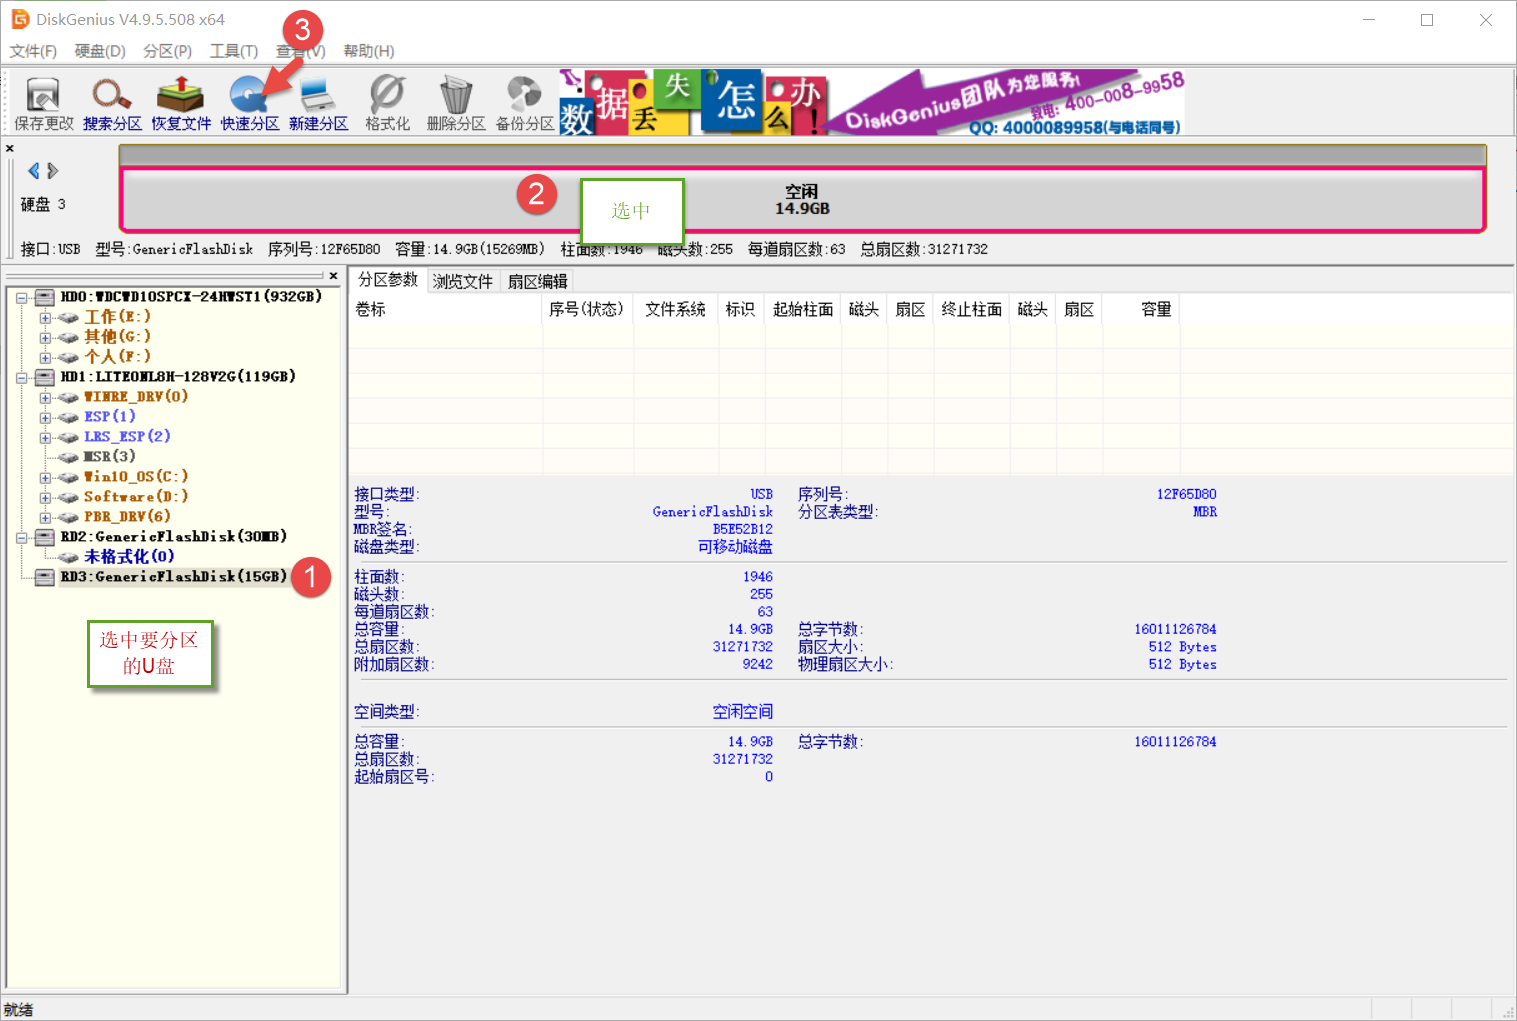 DiskGenius V4.9.5.508 x64
文件(F) 硬盘(D) 分区(P) 工具(T) 查看(V) 帮助(H)
3
保存更改 搜索分区 恢复文件 快速分区 新建分区 格式化 删除分区 备份分区
数据丢失怎么办!
DiskGenius团队为您服务!
致电: 400-008-9958
QQ: 4000089958(与电话同号)
硬盘 3
空闲
14.9GB
2
选中
接口:USB 型号:GenericFlashDisk 序列号:12F65D80 容量:14.9GB(15269MB) 柱面数:1946 磁头数:255 每道扇区数:63 总扇区数:31271732
HD0:WDCWD10SPCX-24HWST1(932GB)
工作(E:)
其他(G:)
个人(F:)
HD1:LITEONL8H-128V2G(119GB)
WINRE_DRV(0)
ESP(1)
LRS_ESP(2)
MSR(3)
Win10_OS(C:)
Software(D:)
PBR_DRV(6)
RD2:GenericFlashDisk(30MB)
未格式化(0)
RD3:GenericFlashDisk(15GB)
1
选中要分区
的U盘
分区参数 浏览文件 扇区编辑
卷标 序号(状态) 文件系统 标识 起始柱面 磁头 扇区 终止柱面 磁头 扇区 容量
接口类型: USB 序列号: 12F65D80
型号: GenericFlashDisk 分区表类型: MBR
MBR签名: B5E52B12
磁盘类型: 可移动磁盘
柱面数: 1946
磁头数: 255
每道扇区数: 63
总容量: 14.9GB 总字节数: 16011126784
总扇区数: 31271732 扇区大小: 512 Bytes
附加扇区数: 9242 物理扇区大小: 512 Bytes
空间类型: 空闲空间
总容量: 14.9GB 总字节数: 16011126784
总扇区数: 31271732
起始扇区号: 0
就绪